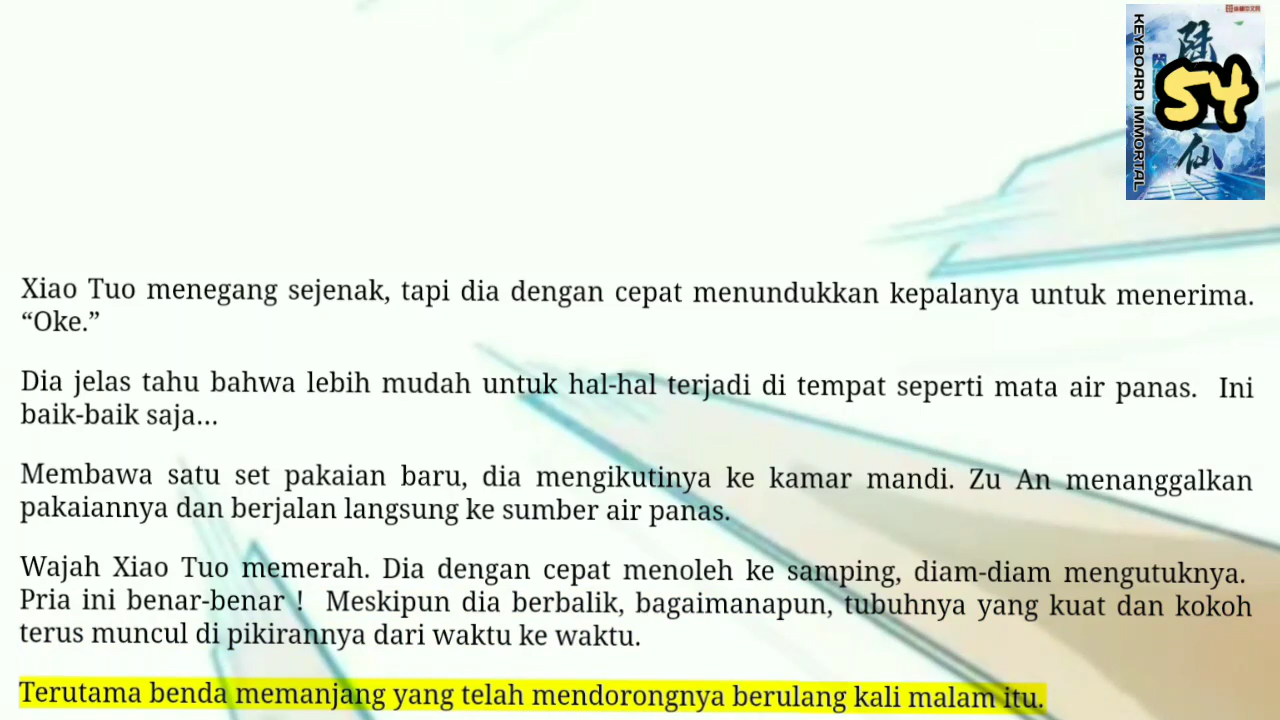 KEYBOARD IMMORTAL
陆
仙
54
Xiao Tuo menegang sejenak, tapi dia dengan cepat menundukkan kepalanya untuk menerima.
“Oke.”
Dia jelas tahu bahwa lebih mudah untuk hal-hal terjadi di tempat seperti mata air panas. Ini
baik-baik saja...
Membawa satu set pakaian baru, dia mengikutinya ke kamar mandi. Zu An menanggalkan
pakaiannya dan berjalan langsung ke sumber air panas.
Wajah Xiao Tuo memerah. Dia dengan cepat menoleh ke samping, diam-diam mengutuknya.
Pria ini benar-benar ! Meskipun dia berbalik, bagaimanapun, tubuhnya yang kuat dan kokoh
terus muncul di pikirannya dari waktu ke waktu.
Terutama benda memanjang yang telah mendorongnya berulang kali malam itu.